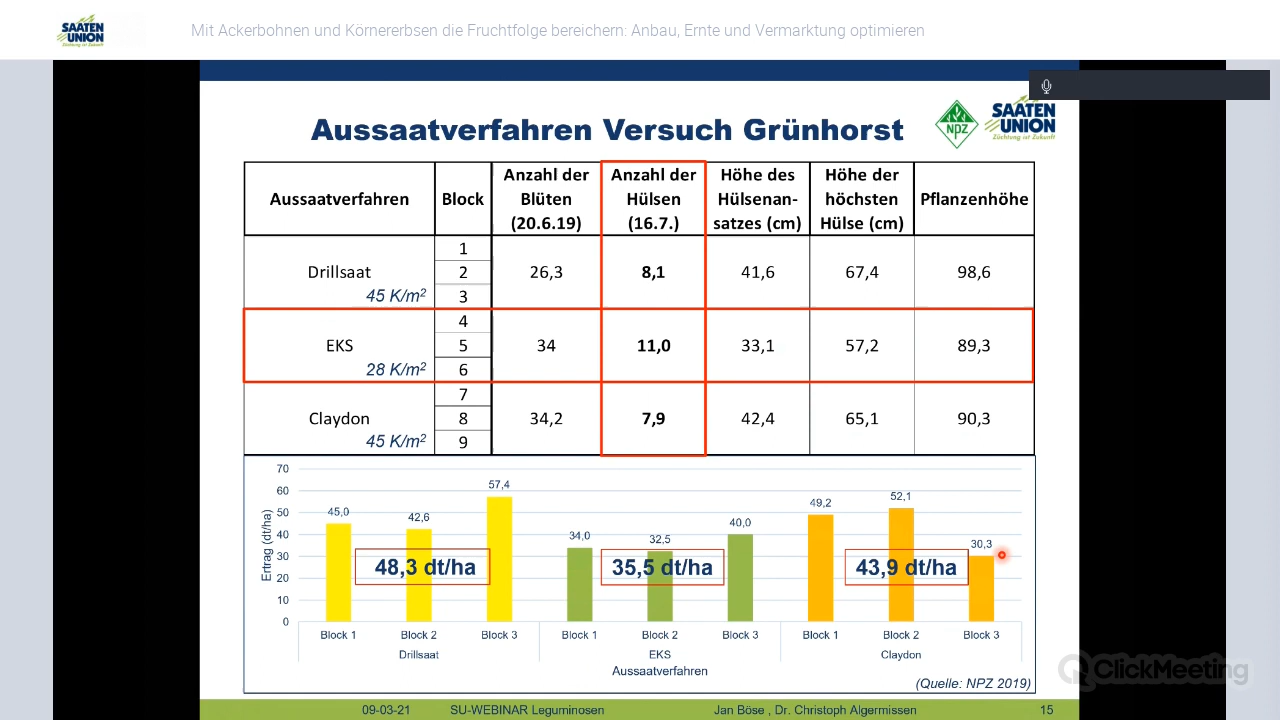 SAATEN
UNION
Züchtung ist Zukunft
Mit Ackerbohnen und Körnererbsen die Fruchtfolge bereichern: Anbau, Ernte und Vermarktung optimieren
Aussaatverfahren Versuch Grünhorst
NPZ
SAATEN
UNION
Züchtung ist Zukunft
Aussaatverfahren
Block
Anzahl der
Blüten
(20.6.19)
Anzahl der
Hülsen
(16.7.)
Höhe des
Hülsenan-
satzes (cm)
Höhe der
höchsten
Hülse (cm)
Pflanzenhöhe
Drillsaat
45 K/m²
1
2
3
26,3
8,1
41,6
67,4
98,6
EKS
28 K/m²
4
5
6
34
11,0
33,1
57,2
89,3
Claydon
45 K/m²
7
8
9
34,2
7,9
42,4
65,1
90,3
Ertrag (dt/ha)
70
60
50
40
30
20
10
0
45,0
42,6
57,4
34,0
32,5
40,0
49,2
52,1
30,3
48,3 dt/ha
35,5 dt/ha
43,9 dt/ha
Block 1
Block 2
Block 3
Block 1
Block 2
Block 3
Block 1
Block 2
Block 3
Drillsaat
EKS
Claydon
Aussaatverfahren
(Quelle: NPZ 2019)
ClickMeeting
09-03-21
SU-WEBINAR Leguminosen
Jan Böse , Dr. Christoph Algermissen
15